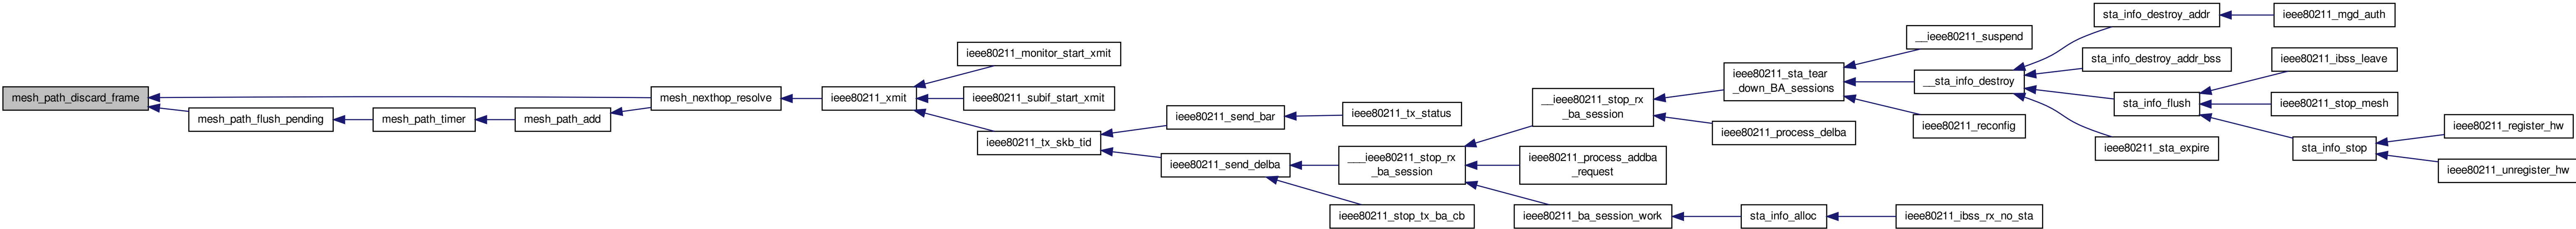 mesh_path_discard_frame
mesh_path_flush_pending
mesh_path_timer
mesh_path_add
mesh_nexthop_resolve
ieee80211_xmit
ieee80211_monitor_start_xmit
ieee80211_subif_start_xmit
ieee80211_tx_skb_tid
ieee80211_send_bar
ieee80211_tx_status
ieee80211_send_delba
___ieee80211_stop_rx
_ba_session
ieee80211_stop_tx_ba_cb
__ieee80211_stop_rx
_ba_session
ieee80211_process_addba
_request
ieee80211_ba_session_work
ieee80211_sta_tear
_down_BA_sessions
ieee80211_process_delba
sta_info_alloc
ieee80211_ibss_rx_no_sta
__ieee80211_suspend
__sta_info_destroy
ieee80211_reconfig
sta_info_destroy_addr
ieee80211_mgd_auth
sta_info_destroy_addr_bss
sta_info_flush
ieee80211_sta_expire
ieee80211_ibss_leave
ieee80211_stop_mesh
sta_info_stop
ieee80211_register_hw
ieee80211_unregister_hw